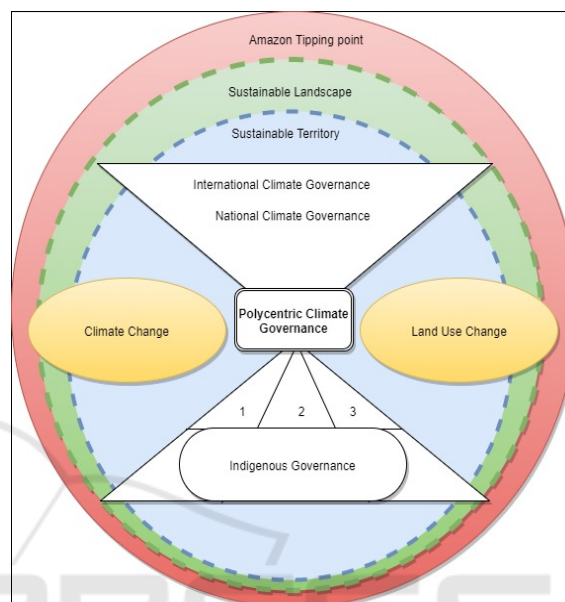 Amazon Tipping point
Sustainable Landscape
Sustainable Territory
International Climate Governance
National Climate Governance
Polycentric Climate
Governance
Climate Change
Land Use Change
1 2 3
Indigenous Governance